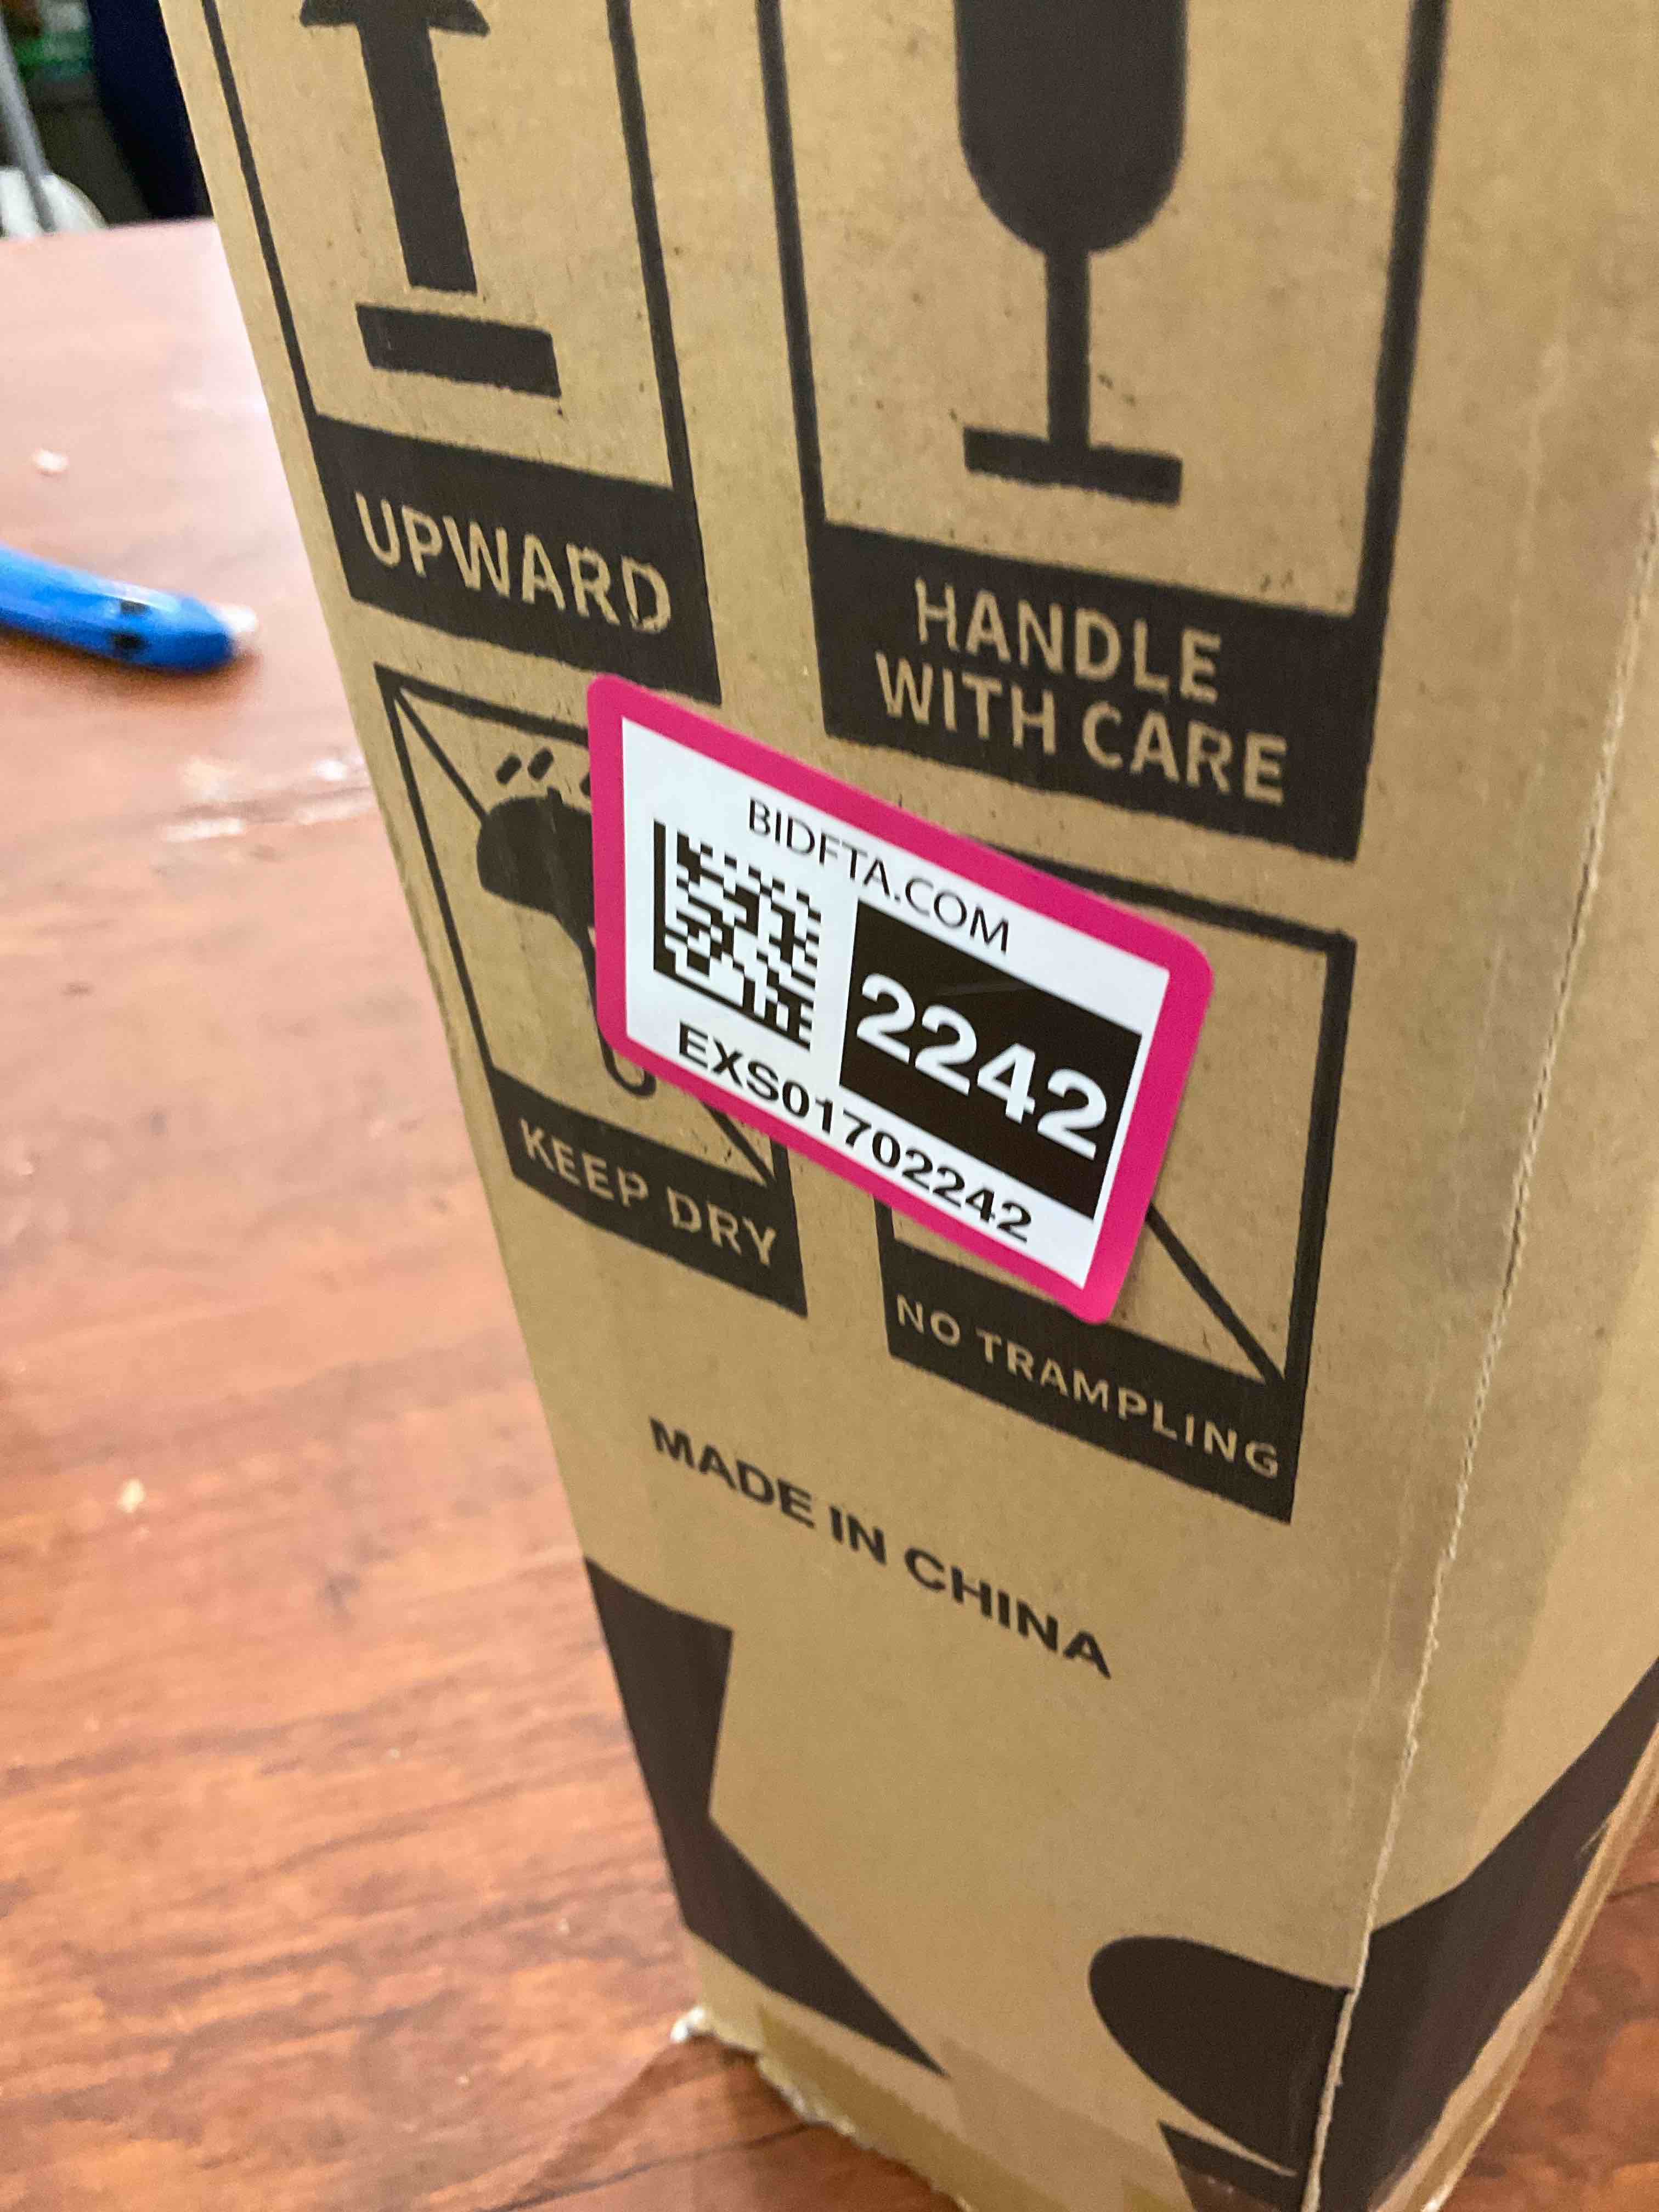 UPWARD
HANDLE
WITH CARE
BIDFTA.COM
2242
EXS01702242
KEEP DRY
NO TRAMPLING
MADE IN CHINA